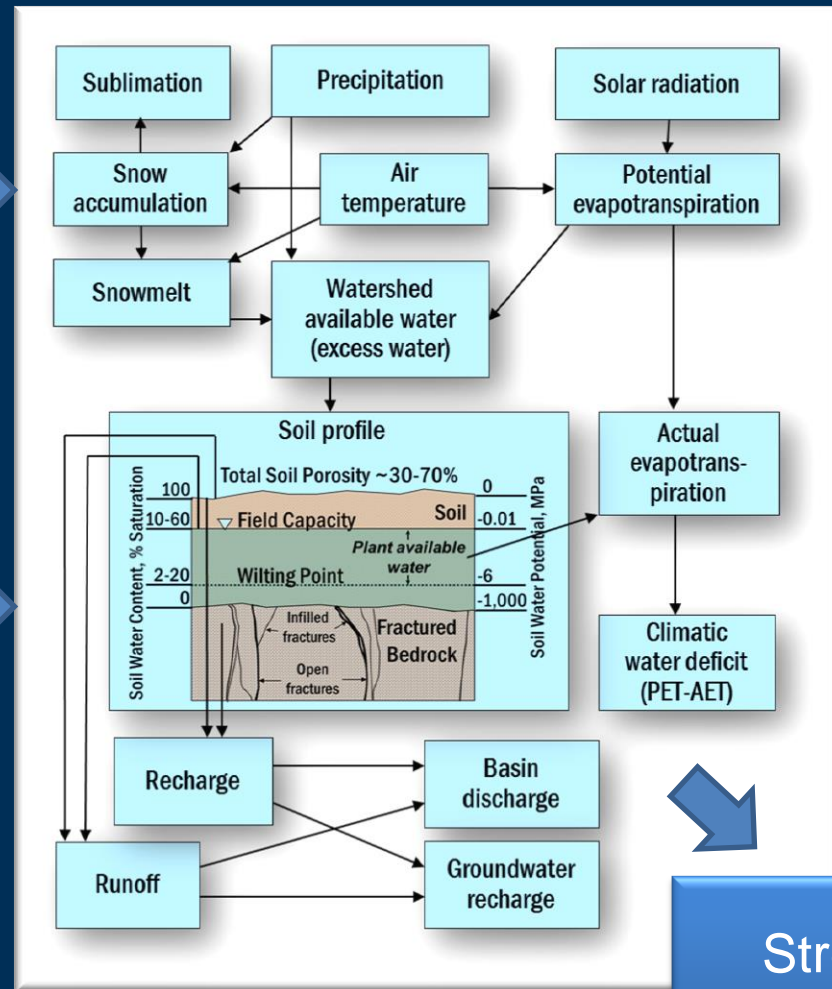 Sublimation
Precipitation
Solar radiation
Snow
accumulation
Air
temperature
Potential
evapotranspiration
Snowmelt
Watershed
available water
(excess water)
Soil profile
Total Soil Porosity ~30-70%
Soil Water Content, % Saturation
100
10-60
2-20
0
Field Capacity
Soil
Plant available
water
Wilting Point
Infilled
fractures
Fractured
Bedrock
Open
fractures
0
-0.01
-6
-1,000
Soil Water Potential, MPa
Actual
evapotrans-
piration
Climatic
water deficit
(PET-AET)
Recharge
Basin
discharge
Runoff
Groundwater
recharge
Str